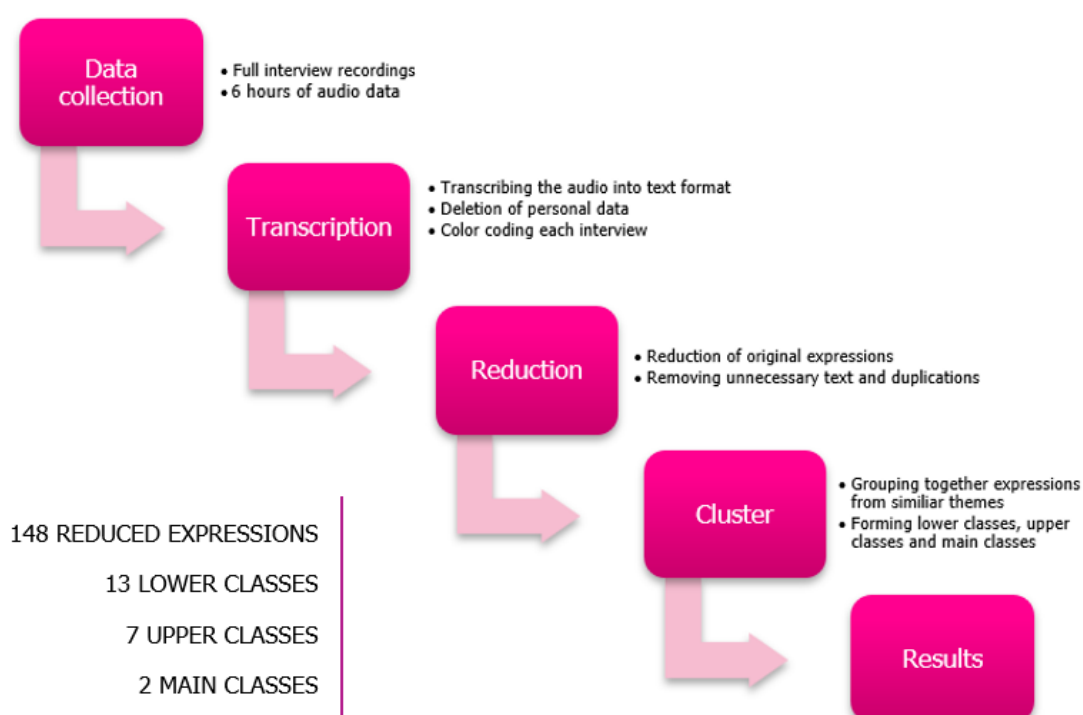 Data
collection
• Full interview recordings
• 6 hours of audio data
Transcription
• Transcribing the audio into text format
• Deletion of personal data
• Color coding each interview
Reduction
• Reduction of original expressions
• Removing unnecessary text and duplications
Cluster
• Grouping together expressions
from similiar themes
• Forming lower classes, upper
classes and main classes
Results
148 REDUCED EXPRESSIONS
13 LOWER CLASSES
7 UPPER CLASSES
2 MAIN CLASSES